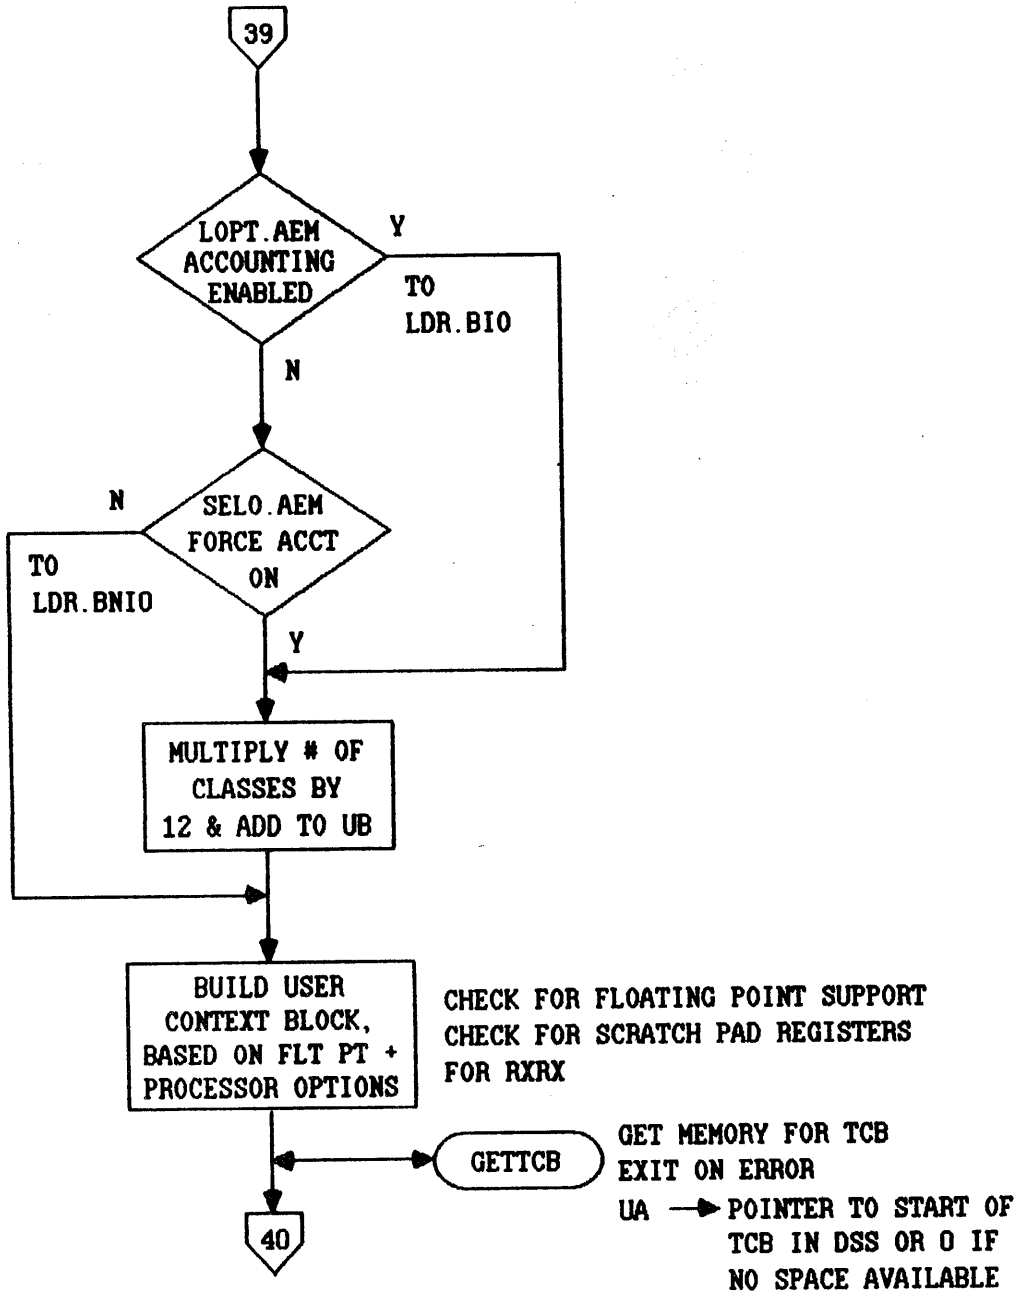 39
LOPT.AEM
ACCOUNTING
ENABLED
Y
TO
LDR.BIO
N
SELO.AEM
FORCE ACCT
ON
N
TO
LDR.BNIO
Y
MULTIPLY # OF
CLASSES BY
12 & ADD TO UB
BUILD USER
CONTEXT BLOCK,
BASED ON FLT PT +
PROCESSOR OPTIONS
CHECK FOR FLOATING POINT SUPPORT
CHECK FOR SCRATCH PAD REGISTERS
FOR RXRX
GETTCB
GET MEMORY FOR TCB
EXIT ON ERROR
UA → POINTER TO START OF
TCB IN DSS OR 0 IF
NO SPACE AVAILABLE
40